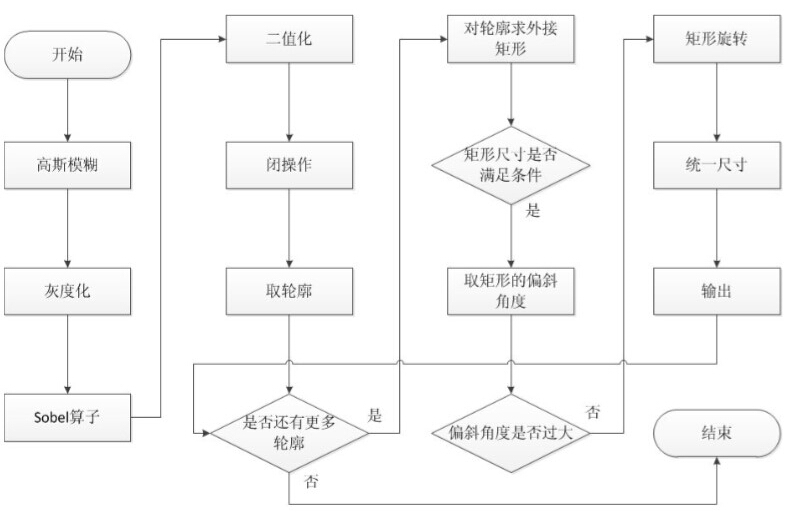 开始
高斯模糊
灰度化
Sobel算子
二值化
闭操作
取轮廓
是否还有更多
轮廓
是
否
对轮廓求外接
矩形
矩形尺寸是否
满足条件
是
取矩形的偏斜
角度
偏斜角度是否过大
否
矩形旋转
统一尺寸
输出
结束